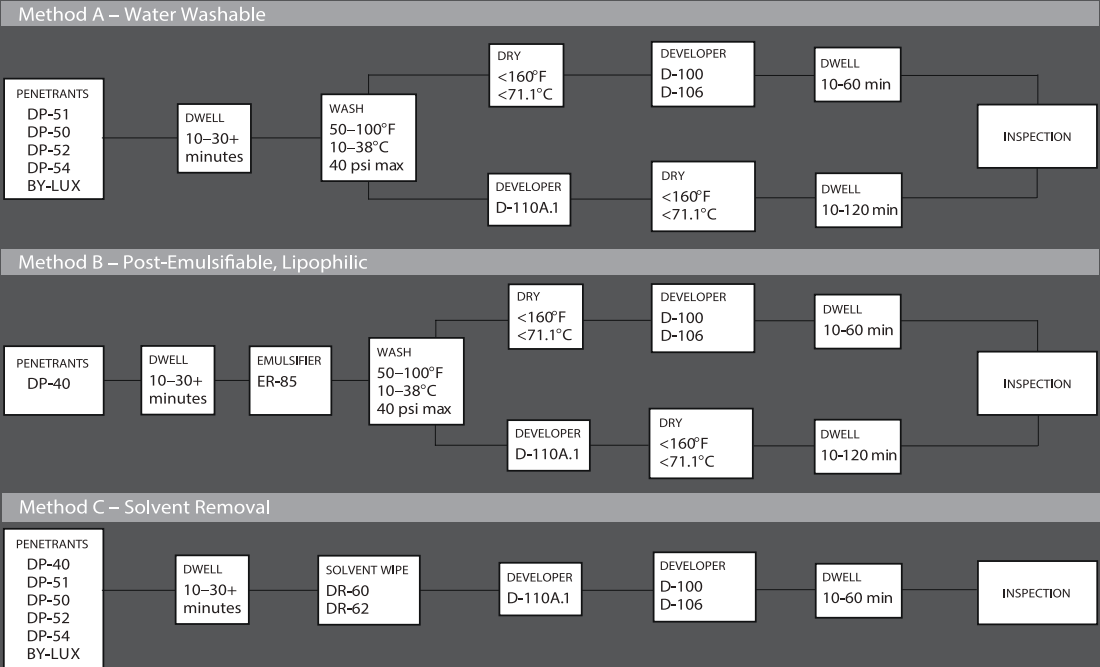 Method A – Water Washable
PENETRANTS
DP-51
DP-50
DP-52
DP-54
BY-LUX
DWELL
10–30+
minutes
WASH
50–100°F
10–38°C
40 psi max
DRY
<160°F
<71.1°C
DEVELOPER
D-100
D-106
DWELL
10-60 min
DEVELOPER
D-110A.1
DRY
<160°F
<71.1°C
DWELL
10-120 min
INSPECTION
Method B – Post-Emulsifiable, Lipophilic
PENETRANTS
DP-40
DWELL
10–30+
minutes
EMULSIFIER
ER-85
WASH
50–100°F
10–38°C
40 psi max
DRY
<160°F
<71.1°C
DEVELOPER
D-100
D-106
DWELL
10-60 min
DEVELOPER
D-110A.1
DRY
<160°F
<71.1°C
DWELL
10-120 min
INSPECTION
Method C – Solvent Removal
PENETRANTS
DP-40
DP-51
DP-50
DP-52
DP-54
BY-LUX
DWELL
10–30+
minutes
SOLVENT WIPE
DR-60
DR-62
DEVELOPER
D-110A.1
DEVELOPER
D-100
D-106
DWELL
10-60 min
INSPECTION